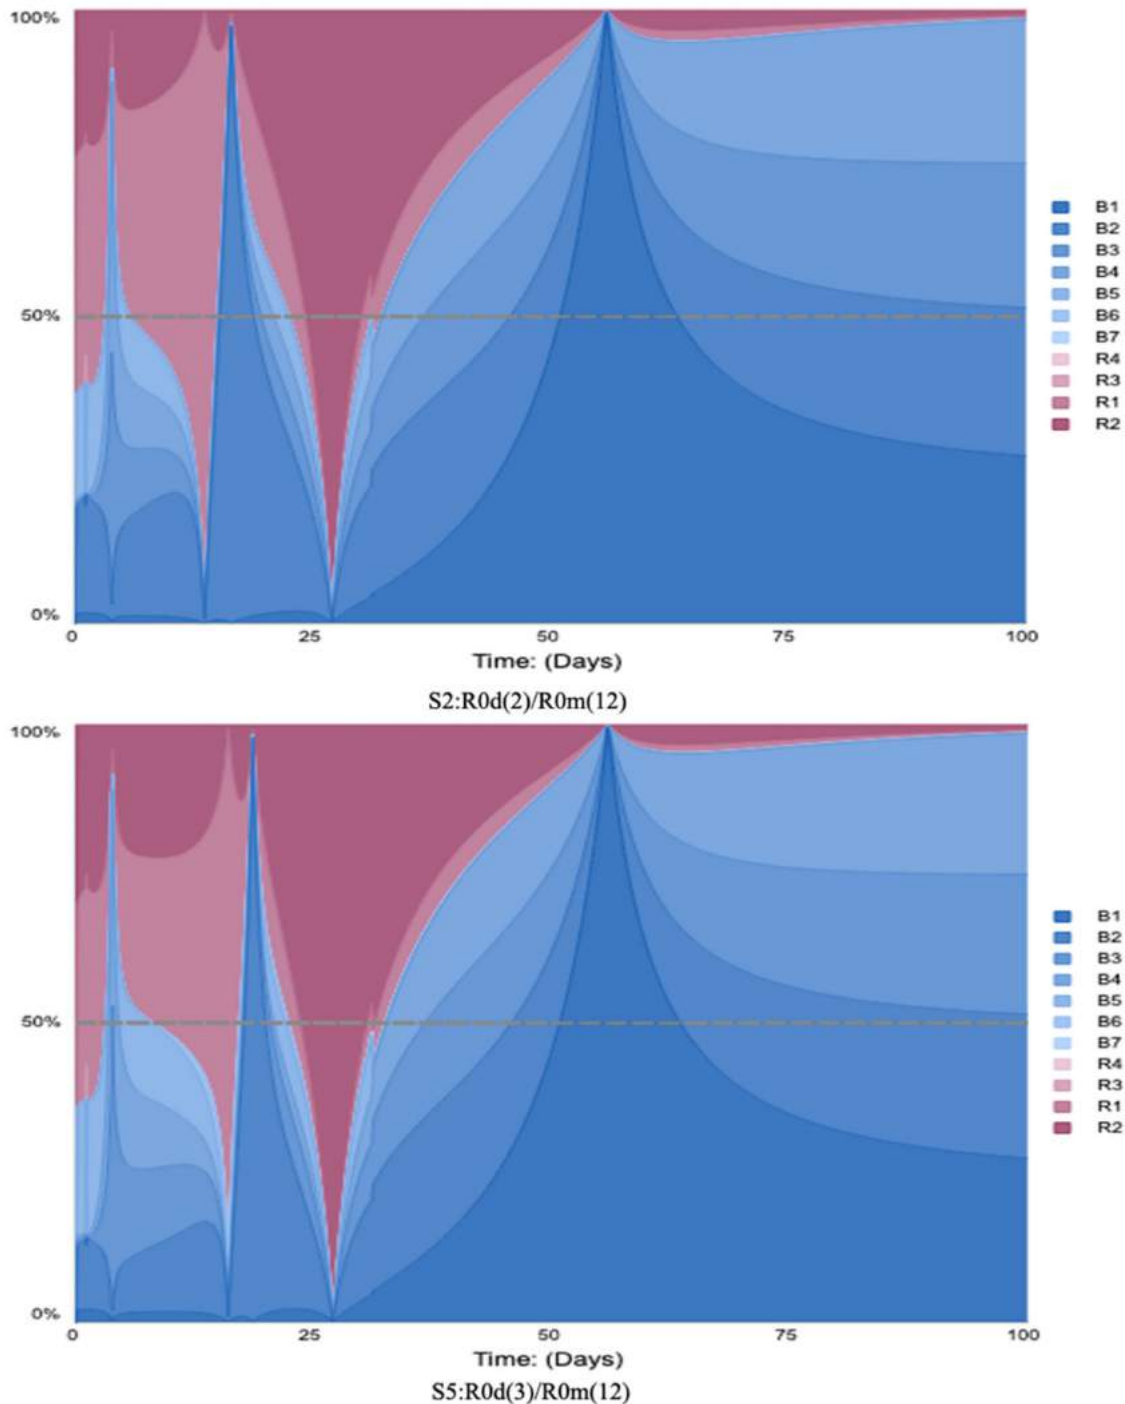 100%
50%
0%
0 25 50 75 100
Time: (Days)
B1
B2
B3
B4
B5
B6
B7
R4
R3
R1
R2
S2:R0d(2)/R0m(12)
100%
50%
0%
0 25 50 75 100
Time: (Days)
B1
B2
B3
B4
B5
B6
B7
R4
R3
R1
R2
S5:R0d(3)/R0m(12)